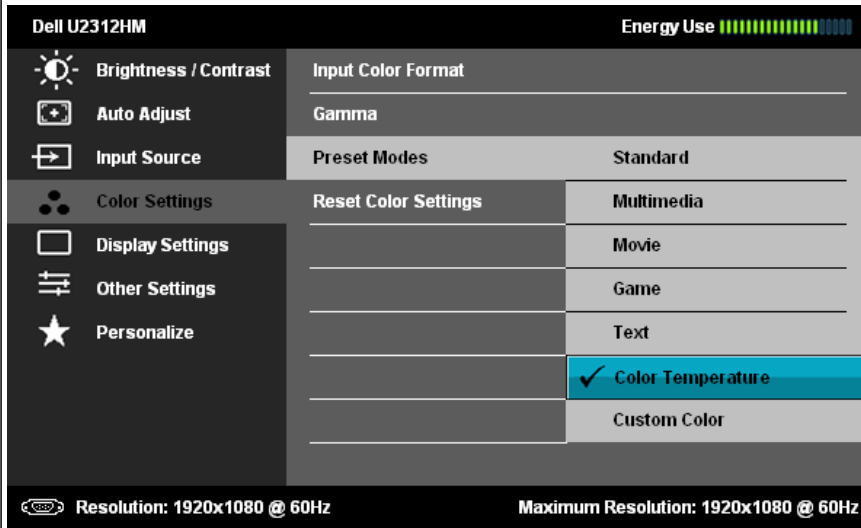 Dell U2312HM Energy Use
Brightness / Contrast Input Color Format
Auto Adjust Gamma
Input Source Preset Modes Standard
Color Settings Reset Color Settings Multimedia
Display Settings Movie
Other Settings Game
Personalize Text
Color Temperature
Custom Color
Resolution: 1920x1080 @ 60Hz Maximum Resolution: 1920x1080 @ 60Hz